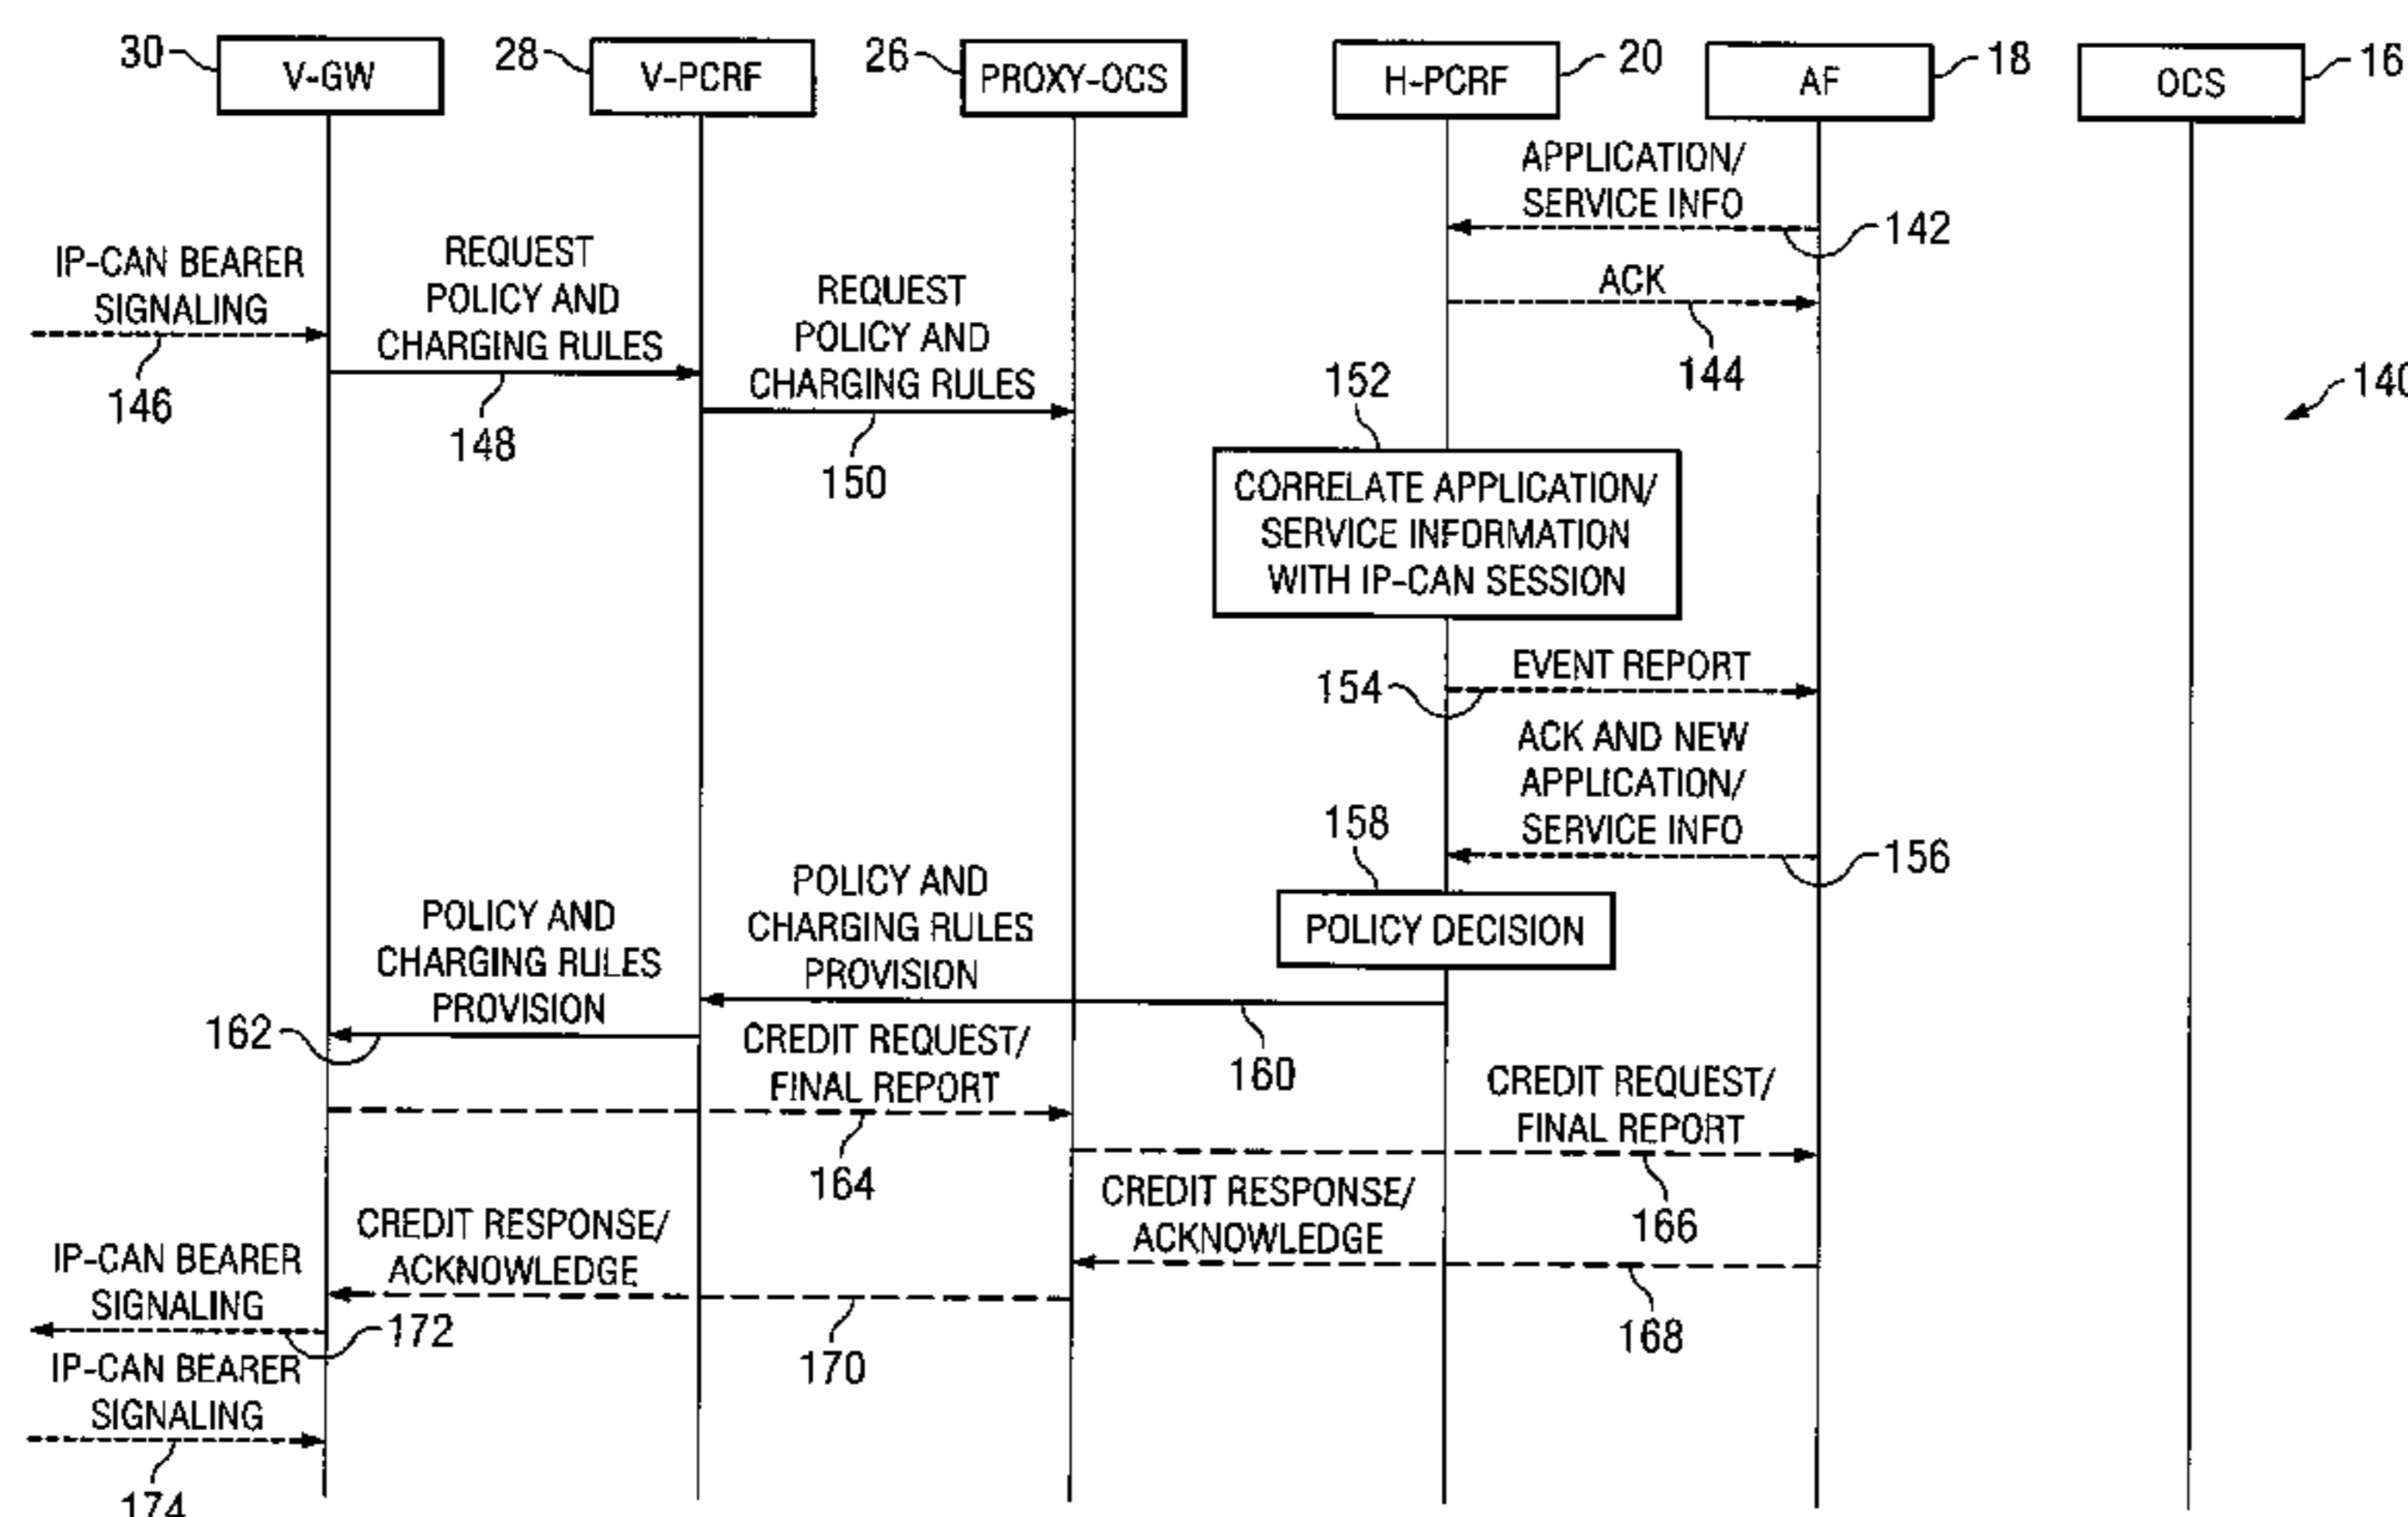 30
V-GW
28
V-PCRF
26
PROXY-OCS
H-PCRF
20
AF
18
OCS
16
APPLICATION/
SERVICE INFO
142
ACK
144
IP-CAN BEARER
SIGNALING
146
REQUEST
POLICY AND
CHARGING RULES
148
REQUEST
POLICY AND
CHARGING RULES
150
140
152
CORRELATE APPLICATION/
SERVICE INFORMATION
WITH IP-CAN SESSION
EVENT REPORT
154
ACK AND NEW
APPLICATION/
SERVICE INFO
156
158
POLICY DECISION
POLICY AND
CHARGING RULES
PROVISION
160
POLICY AND
CHARGING RULES
PROVISION
162
CREDIT REQUEST/
FINAL REPORT
164
CREDIT REQUEST/
FINAL REPORT
166
CREDIT RESPONSE/
ACKNOWLEDGE
168
CREDIT RESPONSE/
ACKNOWLEDGE
170
IP-CAN BEARER
SIGNALING
172
IP-CAN BEARER
SIGNALING
174